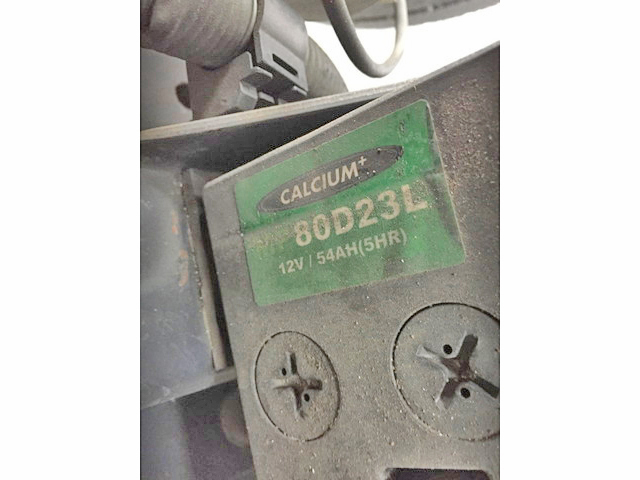 CALCIUM+
80D23L
12V / 54AH(5HR)